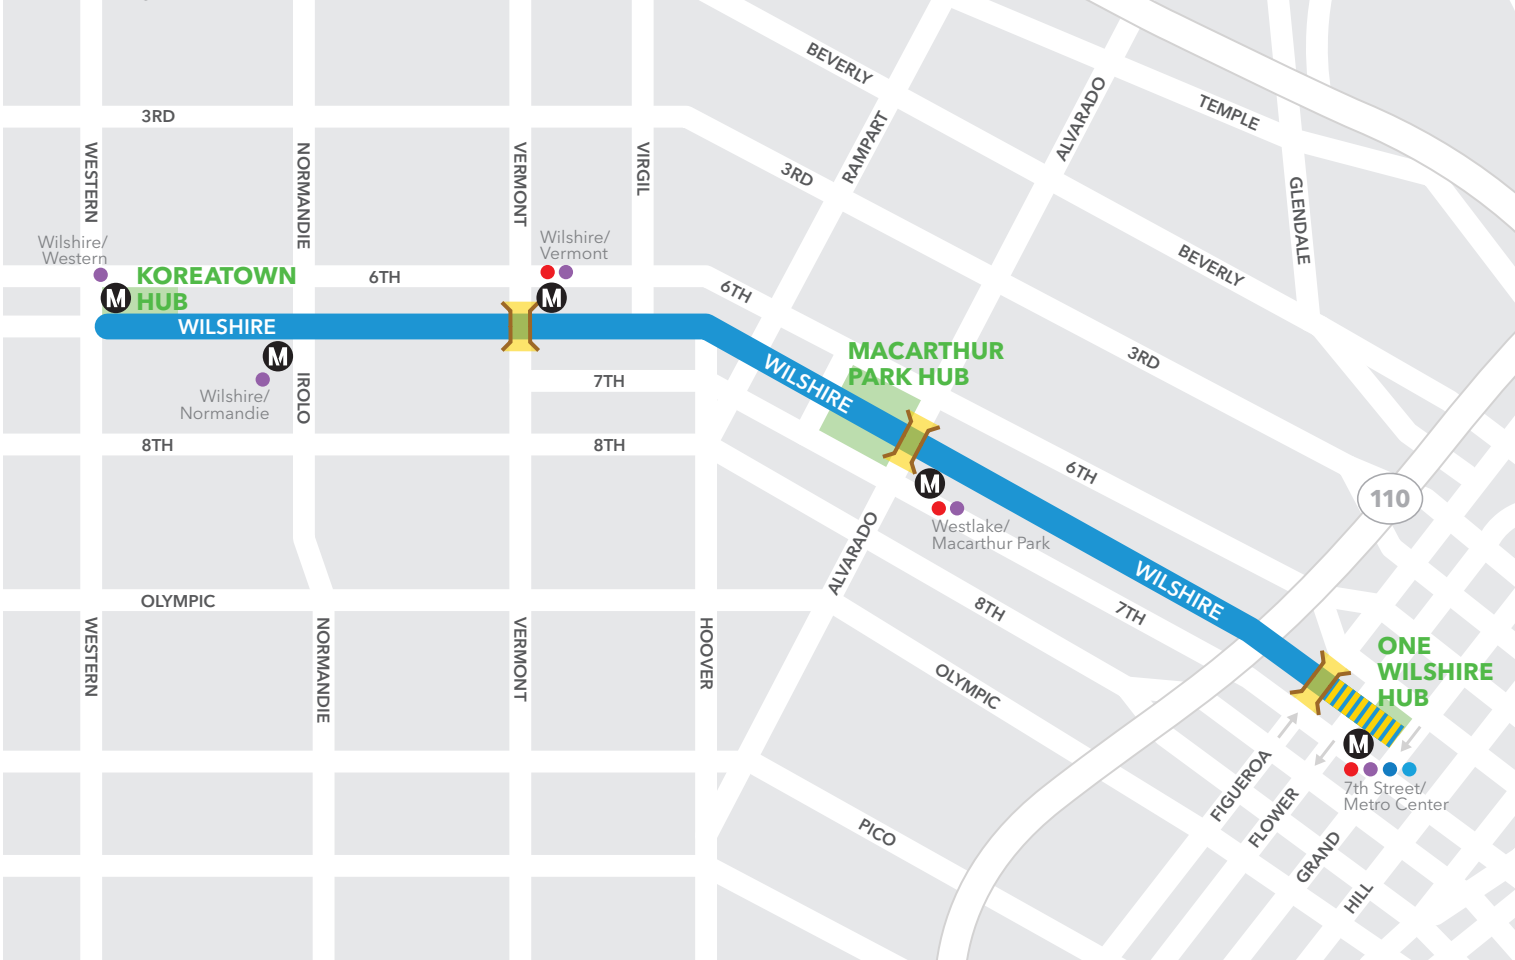 BEVERLY
TEMPLE
3RD
WESTERN
NORMANDIE
VERMONT
VIRGIL
RAMPART
ALVARADO
3RD
GLENDALE
Wilshire/
Western
Wilshire/
Vermont
BEVERLY
KOREATOWN
HUB
M
6TH
M
6TH
WILSHIRE
M
Wilshire/
Normandie
IROLO
7TH
WILSHIRE
MACARTHUR
PARK HUB
3RD
8TH
8TH
6TH
M
Westlake/
Macarthur Park
110
ALVARADO
WILSHIRE
OLYMPIC
8TH
7TH
WESTERN
NORMANDIE
VERMONT
HOOVER
OLYMPIC
ONE
WILSHIRE
HUB
M
7th Street/
Metro Center
FIGUEROA
FLOWER
GRAND
HILL
PICO